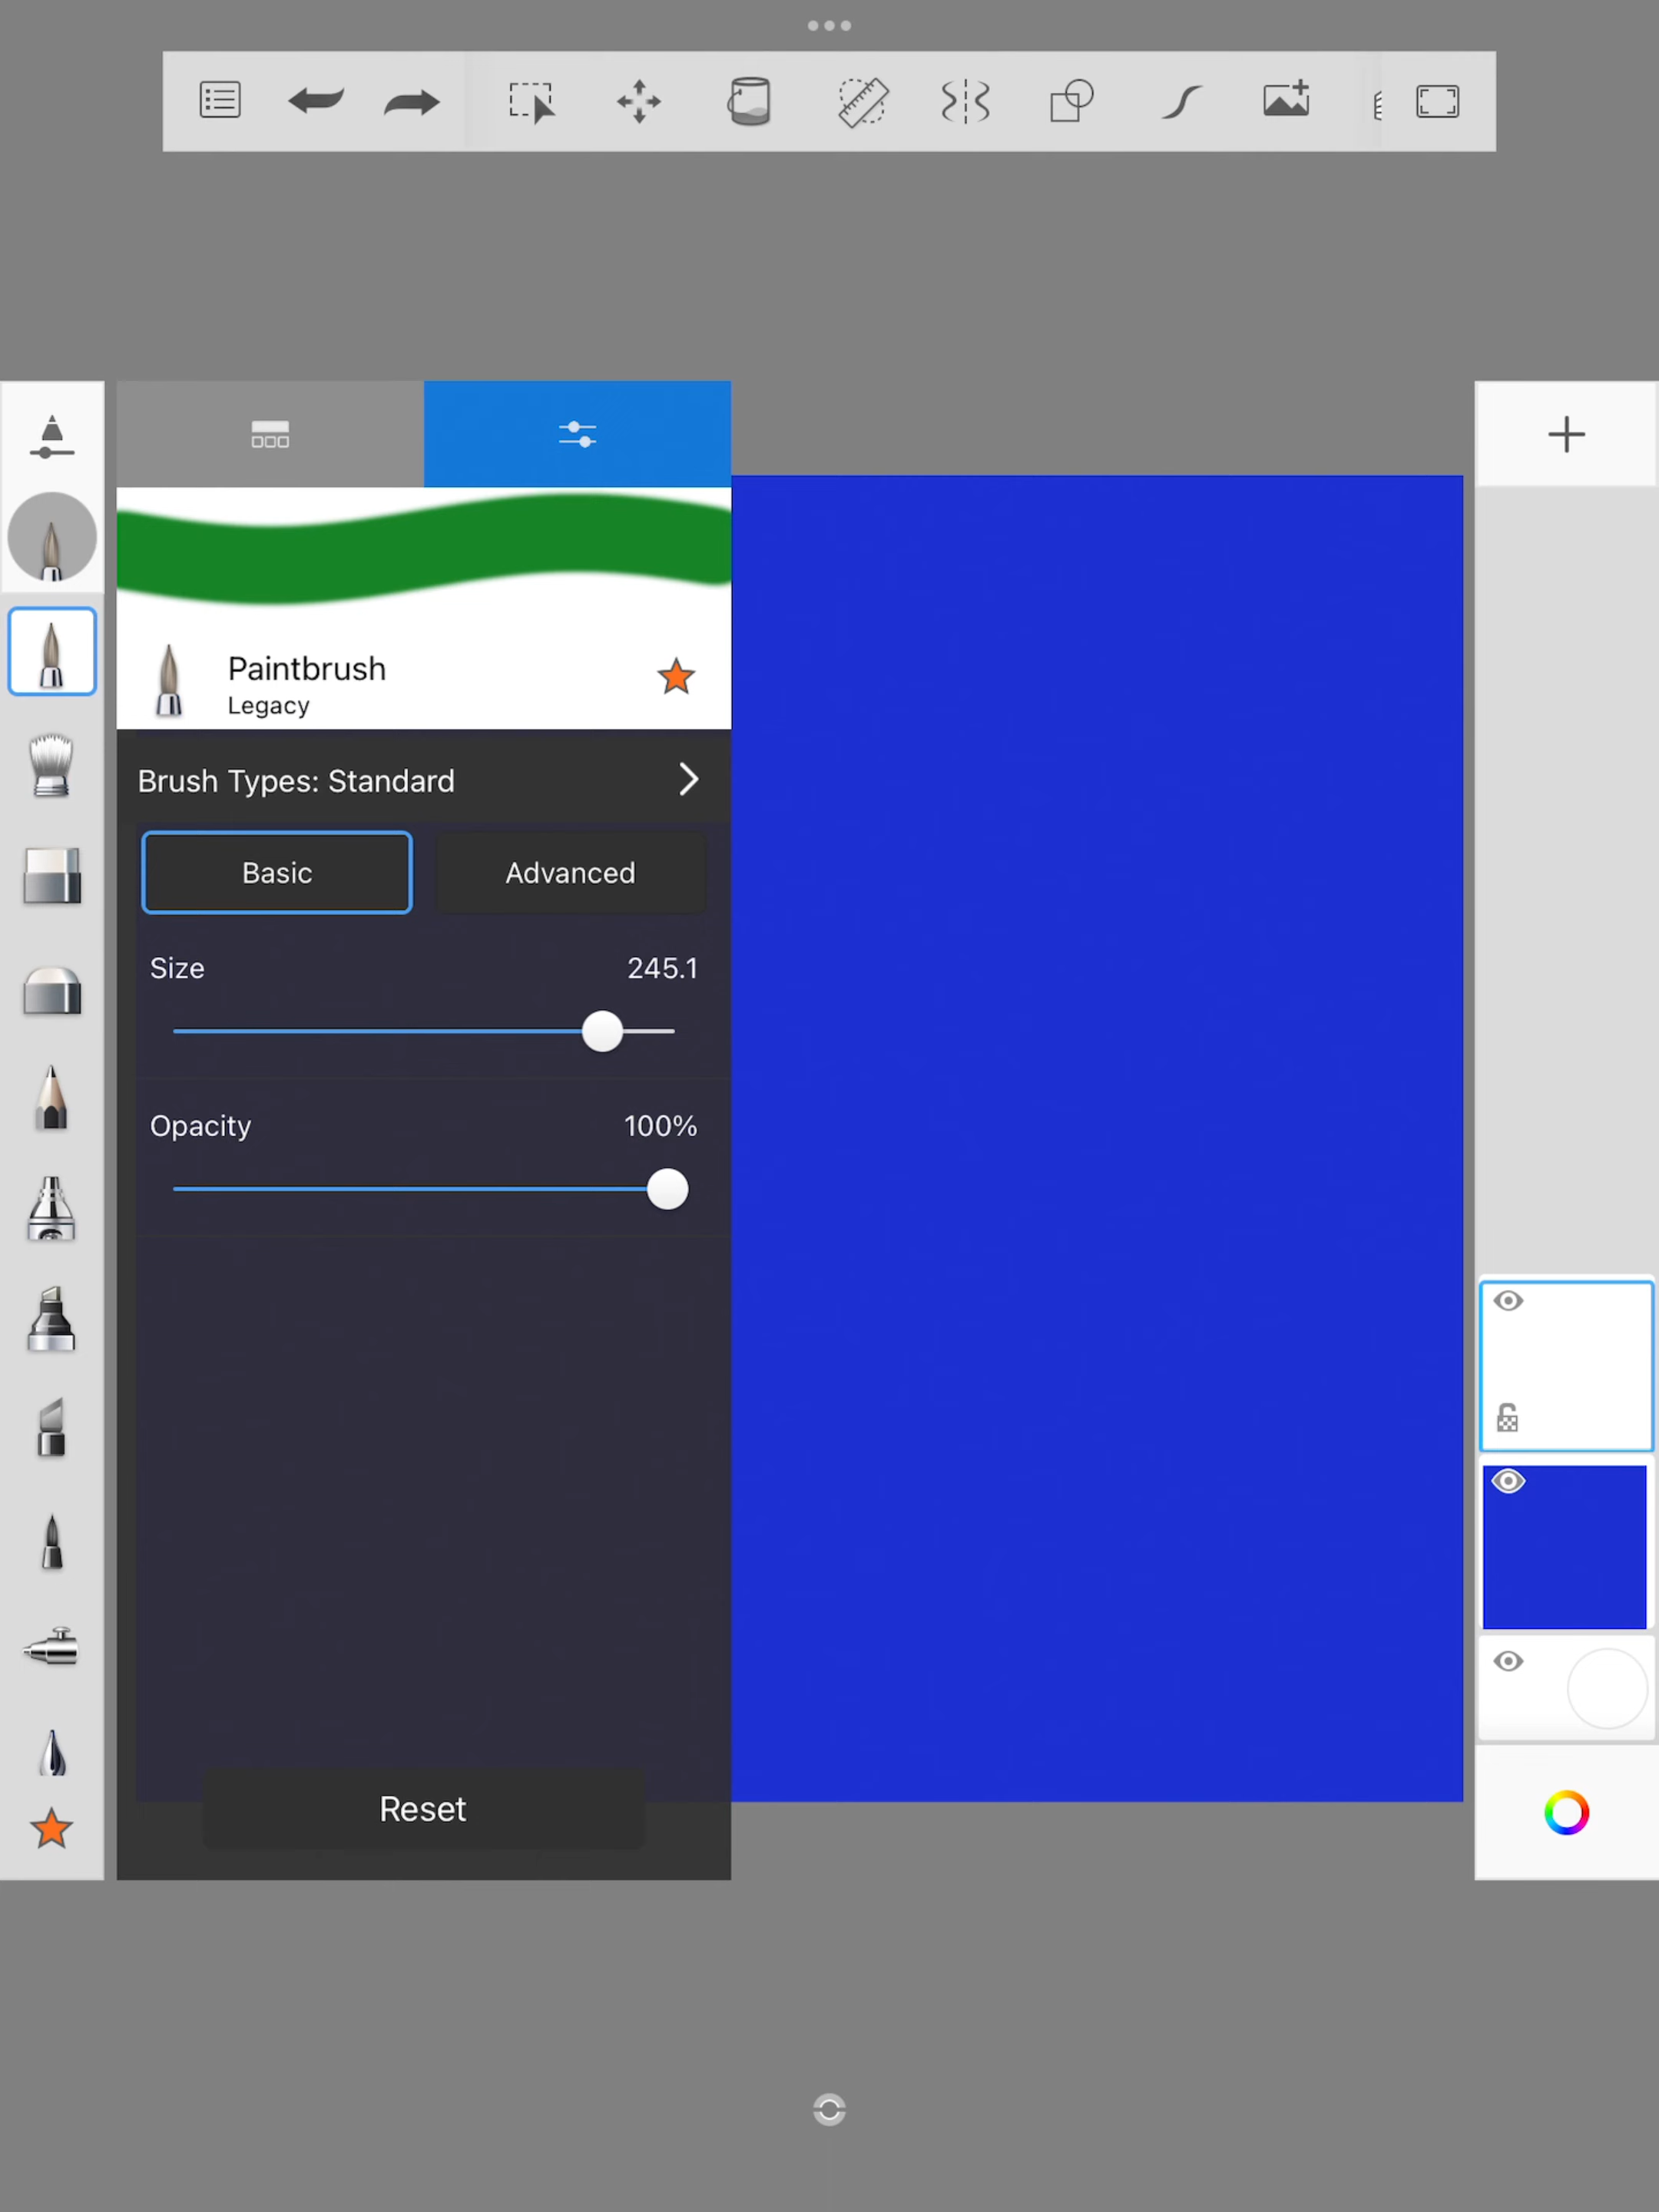 Paintbrush
Legacy
Brush Types: Standard
Basic
Advanced
Size
245.1
Opacity
100%
Reset